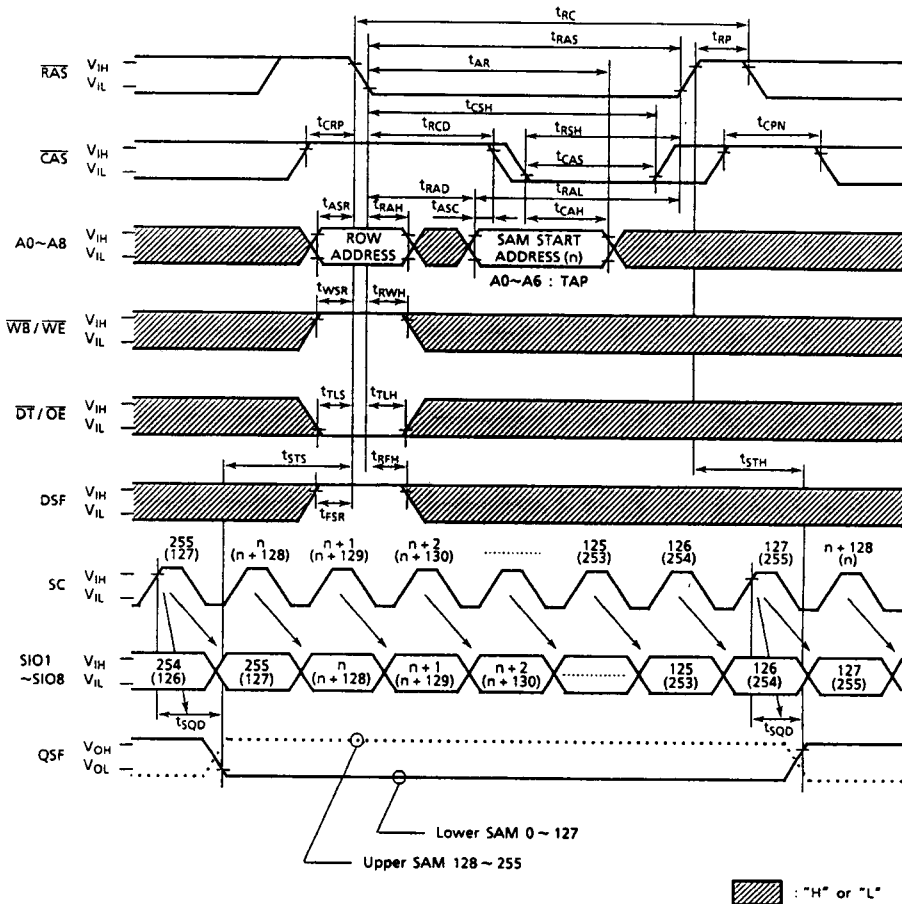 tRC
tRAS
tRP
tAR
RAS
VIH
VIL
tCSH
tCRP
tRCD
tRSH
tCPN
CAS
VIH
VIL
tCAS
tRAD
tRAL
tASR
tRAH
tASC
tCAH
A0~A8
VIH
VIL
ROW
ADDRESS
SAM START
ADDRESS (n)
A0~A6 : TAP
tWSR
tRWH
WB / WE
VIH
VIL
tTLS
tTLH
DT / OE
VIH
VIL
tSTS
tRFH
tSTH
DSF
VIH
VIL
tFSR
255
(127)
n
(n + 128)
n + 1
(n + 129)
n + 2
(n + 130)
125
(253)
126
(254)
127
(255)
n + 128
(n)
SC
VIH
VIL
SIO1
~SIO8
VIH
VIL
254
(126)
255
(127)
n
(n + 128)
n + 1
(n + 129)
n + 2
(n + 130)
125
(253)
126
(254)
127
(255)
tSQD
tSQD
QSF
VOH
VOL
Lower SAM 0 ~ 127
Upper SAM 128 ~ 255
: "H" or "L"